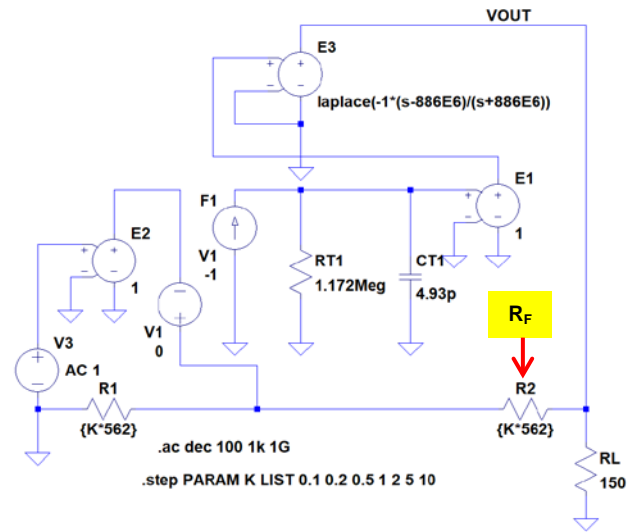 VOUT
E3
laplace(-1*(s-886E6)/(s+886E6))
E1
1
F1
V1
-1
RT1
1.172Meg
CT1
4.93p
E2
1
V1
0
V3
AC 1
R1
{K*562}
RF
R2
{K*562}
RL
150
.ac dec 100 1k 1G
.step PARAM K LIST 0.1 0.2 0.5 1 2 5 10